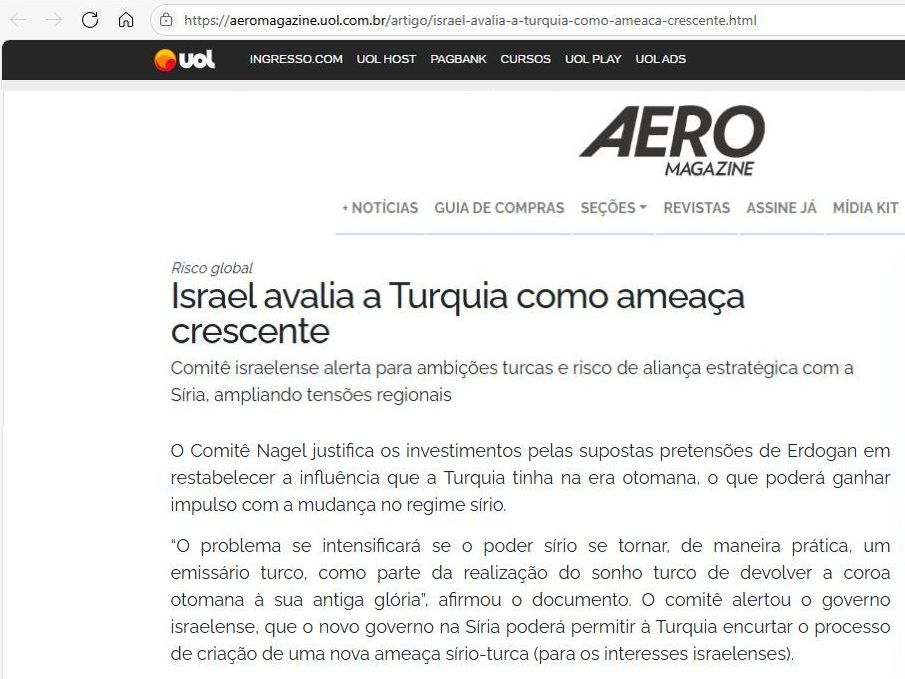 https://aeromagazine.uol.com.br/artigo/israel-avalia-a-turquia-como-ameaca-crescente.html
uol INGRESSO.COM UOL HOST PAGBANK CURSOS UOL PLAY UOL ADS
AERO
MAGAZINE
+ NOTÍCIAS GUIA DE COMPRAS SEÇÕES REVISTAS ASSINE JÁ MÍDIA KIT
Risco global
Israel avalia a Turquia como ameaça
crescente
Comitê israelense alerta para ambições turcas e risco de aliança estratégica com a
Síria, ampliando tensões regionais
O Comitê Nagel justifica os investimentos pelas supostas pretensões de Erdogan em
restabelecer a influência que a Turquia tinha na era otomana, o que poderá ganhar
impulso com a mudança no regime sírio.
“O problema se intensificará se o poder sírio se tornar, de maneira prática, um
emissário turco, como parte da realização do sonho turco de devolver a coroa
otomana à sua antiga glória”, afirmou o documento. O comitê alertou o governo
israelense, que o novo governo na Síria poderá permitir à Turquia encurtar o processo
de criação de uma nova ameaça sírio-turca (para os interesses israelenses).